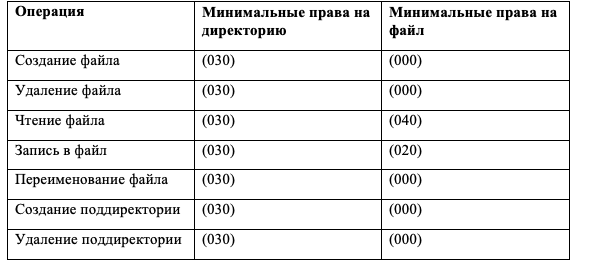 Операция
Минимальные права на
директорию
Минимальные права на
файл
Создание файла
(030)
(000)
Удаление файла
(030)
(000)
Чтение файла
(030)
(040)
Запись в файл
(030)
(020)
Переименование файла
(030)
(000)
Создание поддиректории
(030)
(000)
Удаление поддиректории
(030)
(000)